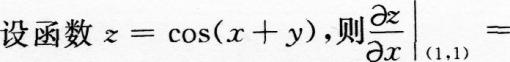 设函数 z = cos(x + y),则 ∂z/∂x |(1,1) =